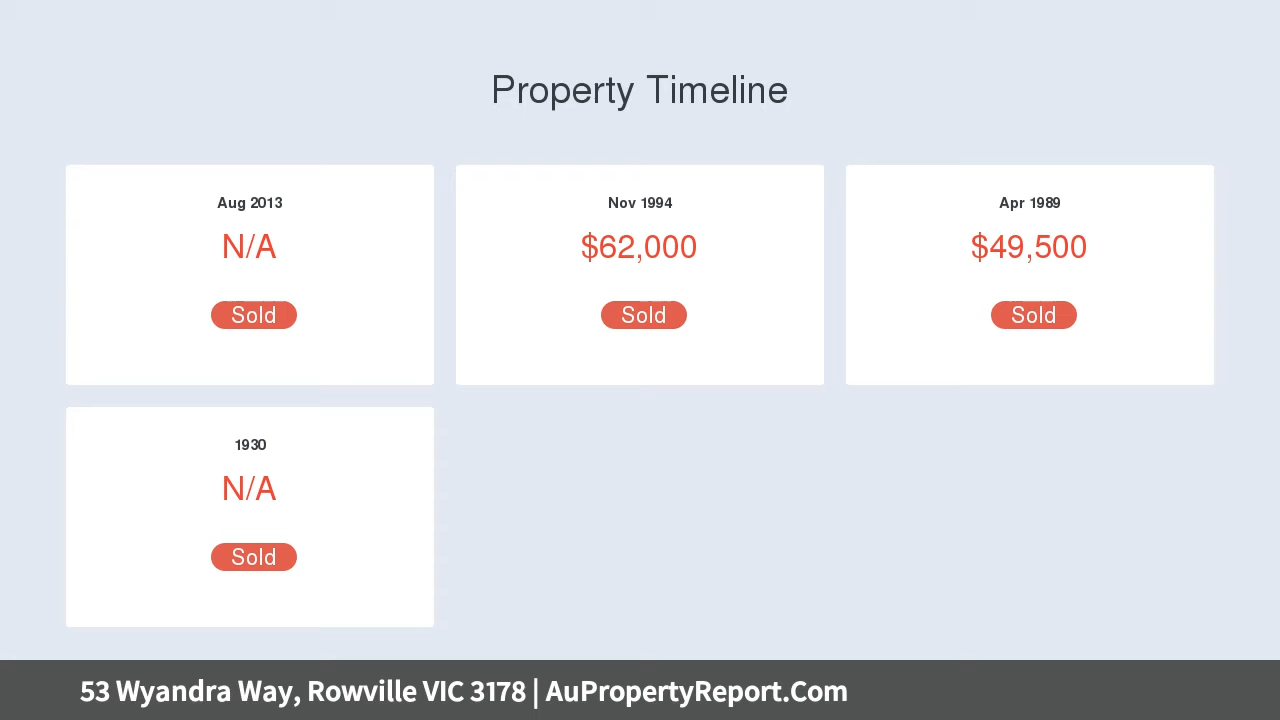 Property Timeline
Aug 2013
N/A
Sold
Nov 1994
$62,000
Sold
Apr 1989
$49,500
Sold
1930
N/A
Sold
53 Wyandra Way, Rowville VIC 3178 | AuPropertyReport.Com